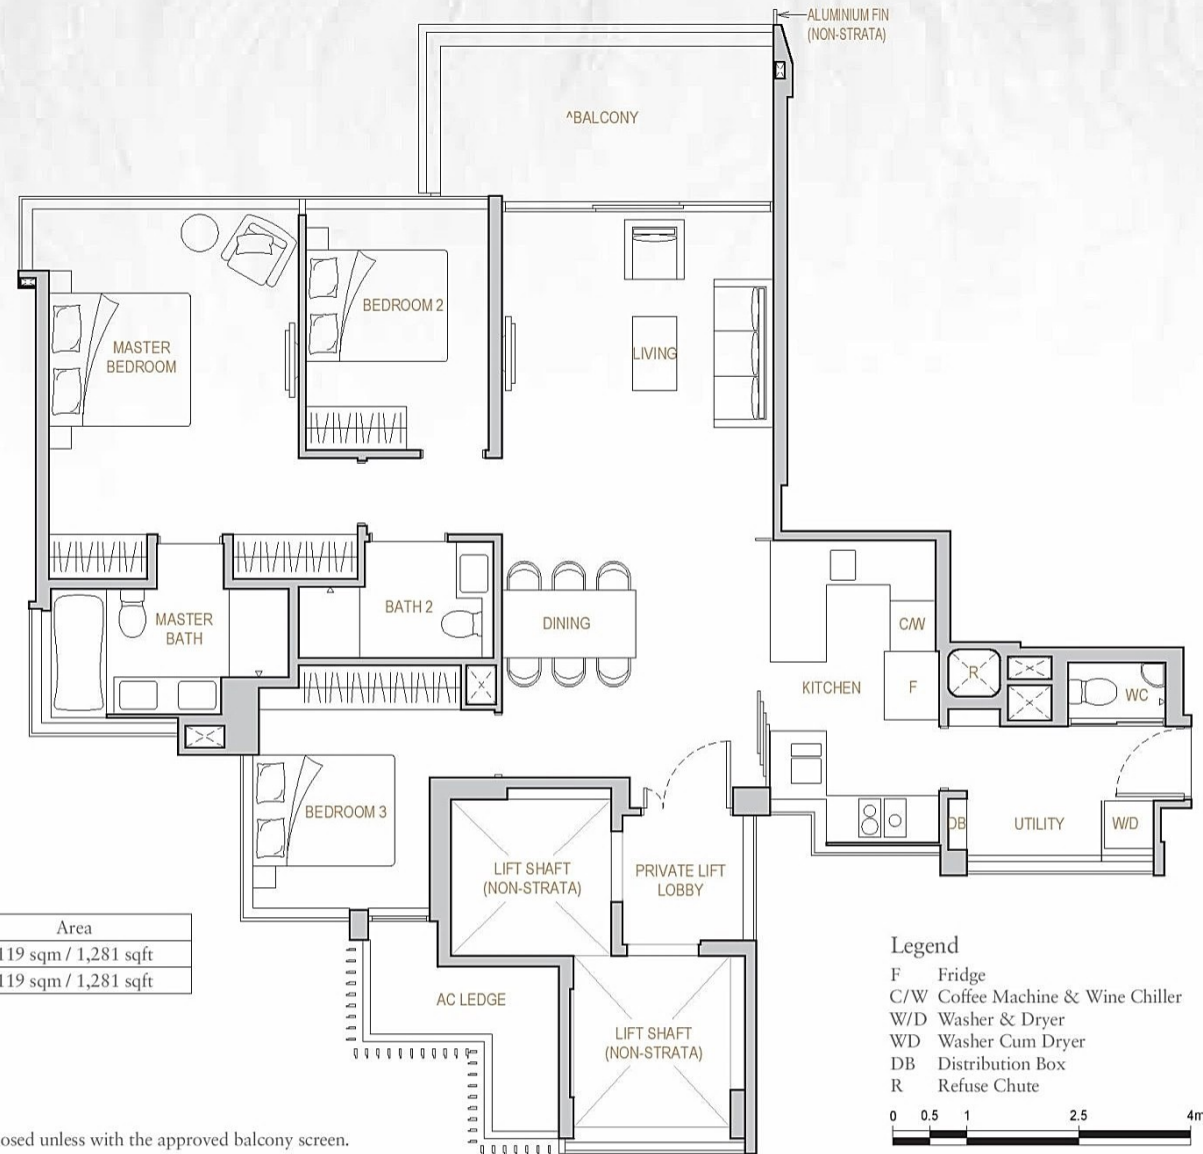 ALUMINIUM FIN
(NON-STRATA)
^BALCONY
BEDROOM 2
MASTER
BEDROOM
LIVING
MASTER
BATH
BATH 2
DINING
C/W
KITCHEN
F
R
WC
BEDROOM 3
DB
UTILITY
W/D
LIFT SHAFT
(NON-STRATA)
PRIVATE LIFT
LOBBY
AC LEDGE
LIFT SHAFT
(NON-STRATA)
Area
119 sqm / 1,281 sqft
119 sqm / 1,281 sqft
Legend
F Fridge
C/W Coffee Machine & Wine Chiller
W/D Washer & Dryer
WD Washer Cum Dryer
DB Distribution Box
R Refuse Chute
0 0.5 1 2.5 4m
unless with the approved balcony screen.